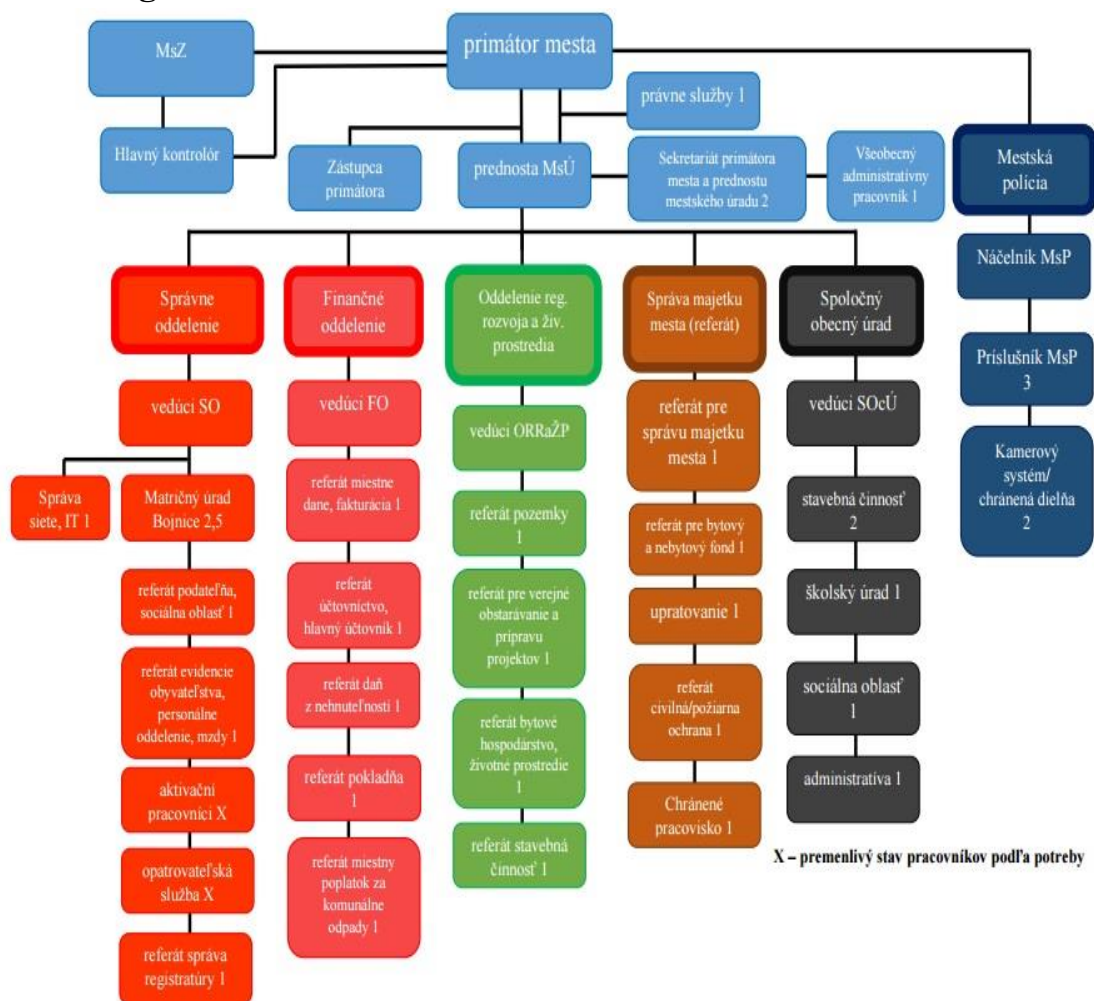 MsZ
primátor mesta
právne služby 1
Hlavný kontrolór
Zástupca
primátora
prednosta MsÚ
Sekretariát primátora
mesta a prednostu
mestského úradu 2
Všeobecný
administratívny
pracovník 1
Mestská
polícia
Náčelník MsP
Príslušník MsP
3
Kamerový
systém/
chránená dielňa
2
Správne
oddelenie
vedúci SO
Správa
siete, IT 1
Matričný úrad
Bojnice 2,5
referát podateľňa,
sociálna oblasť 1
referát evidencie
obyvateľstva,
personálne
oddelenie, mzdy 1
aktivační
pracovníci X
opatrovateľská
služba X
referát správa
registratúry 1
Finančné
oddelenie
vedúci FO
referát miestne
dane, fakturácia 1
referát
účtovníctvo,
hlavný účtovník 1
referát daň
z nehnuteľností 1
referát pokladňa
1
referát miestny
poplatok za
komunálne
odpady 1
Oddelenie reg.
rozvoja a živ.
prostredia
vedúci ORRaŽP
referát pozemky
1
referát pre verejné
obstarávanie a
prípravu
projektov 1
referát bytové
hospodárstvo,
životné prostredie
1
referát stavebná
činnosť 1
Správa majetku
mesta (referát)
referát pre
správu majetku
mesta 1
referát pre bytový
a nebytový fond 1
upratovanie 1
referát
civilná/požiarna
ochrana 1
Chránené
pracovisko 1
Spoločný
obecný úrad
vedúci SOcÚ
stavebná činnosť
2
školský úrad 1
sociálna oblasť
1
administratíva 1
X – premenlivý stav pracovníkov podľa potreby